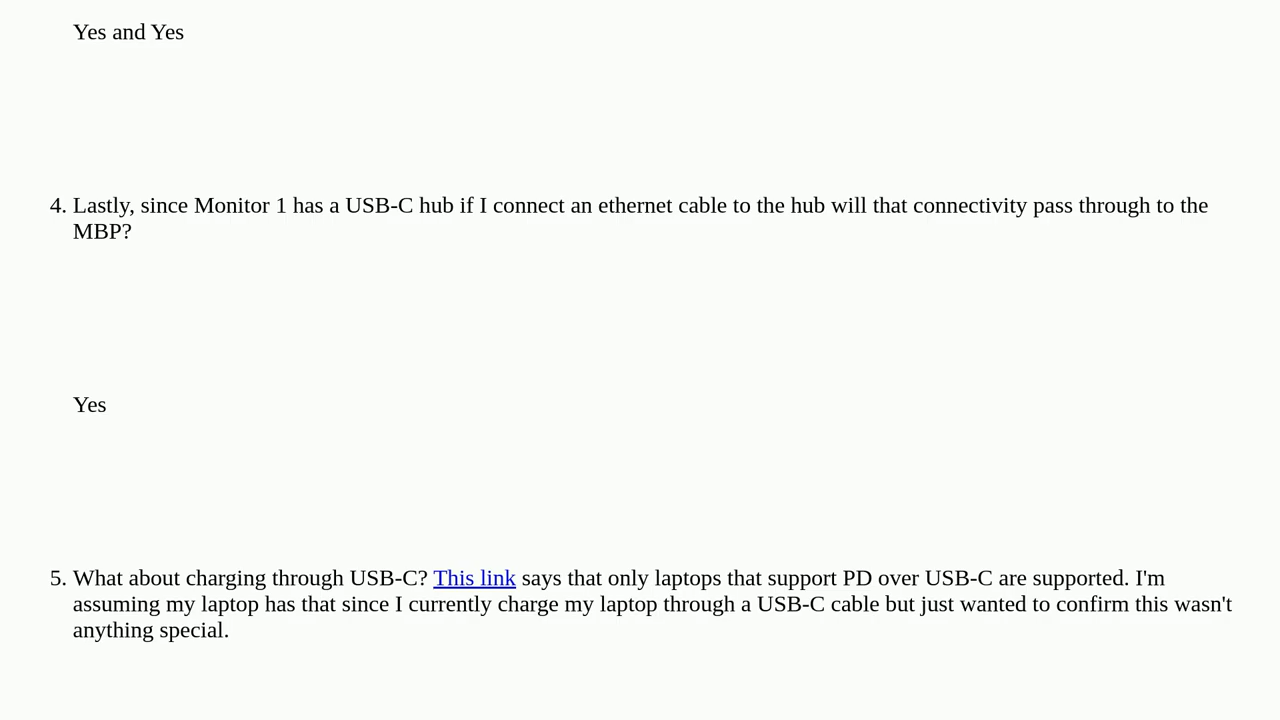 Yes and Yes
4. Lastly, since Monitor 1 has a USB-C hub if I connect an ethernet cable to the hub will that connectivity pass through to the
MBP?
Yes
5. What about charging through USB-C? This link says that only laptops that support PD over USB-C are supported. I'm
assuming my laptop has that since I currently charge my laptop through a USB-C cable but just wanted to confirm this wasn't
anything special.